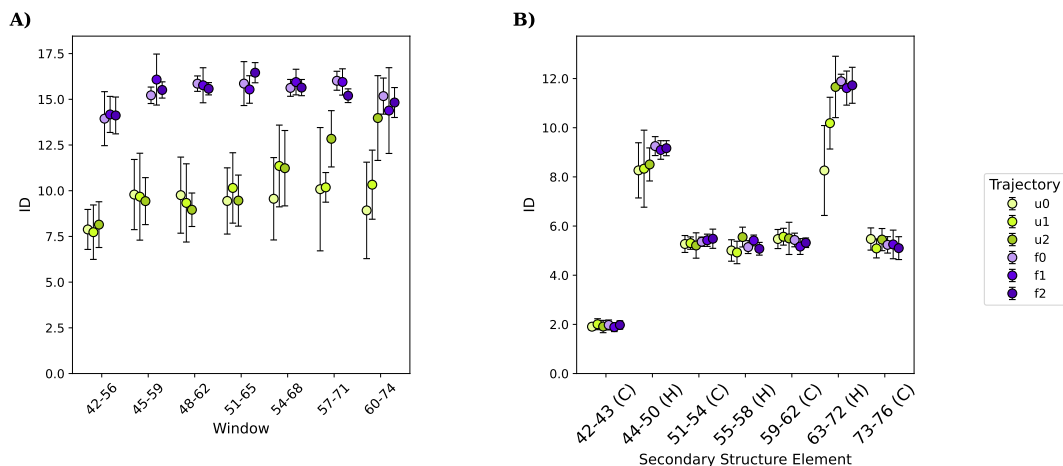 A)
17.5
15.0
12.5
10.0
7.5
5.0
2.5
0.0
ID
42-56
45-59
48-62
51-65
54-68
57-71
60-74
Window
B)
12.0
10.0
8.0
6.0
4.0
2.0
0.0
ID
42-43 (C)
44-50 (H)
51-54 (C)
55-58 (H)
59-62 (C)
63-72 (H)
73-76 (C)
Secondary Structure Element
Trajectory
u0
u1
u2
f0
f1
f2